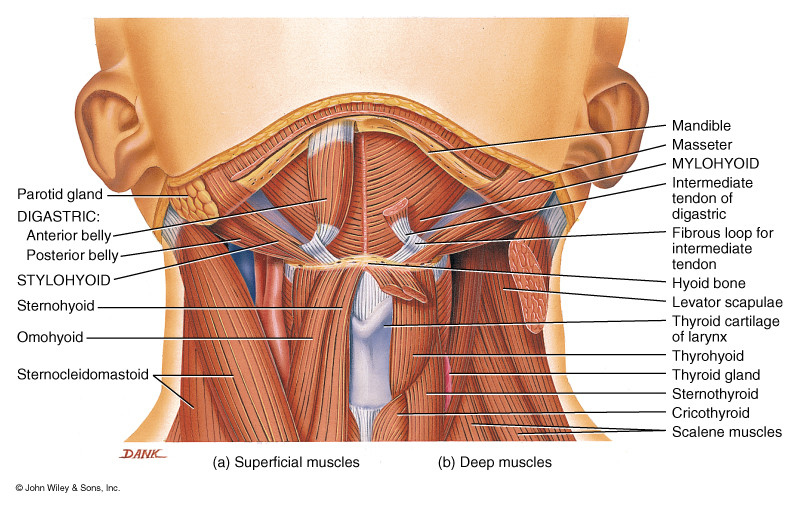 Parotid gland
DIGASTRIC:
Anterior belly
Posterior belly
STYLOHYOID
Sternohyoid
Omohyoid
Sternocleidomastoid
Mandible
Masseter
MYLOHYOID
Intermediate
tendon of
digastric
Fibrous loop for
intermediate
tendon
Hyoid bone
Levator scapulae
Thyroid cartilage
of larynx
Thyrohyoid
Thyroid gland
Sternothyroid
Cricothyroid
Scalene muscles
DANK
(a) Superficial muscles
(b) Deep muscles
© John Wiley & Sons, Inc.